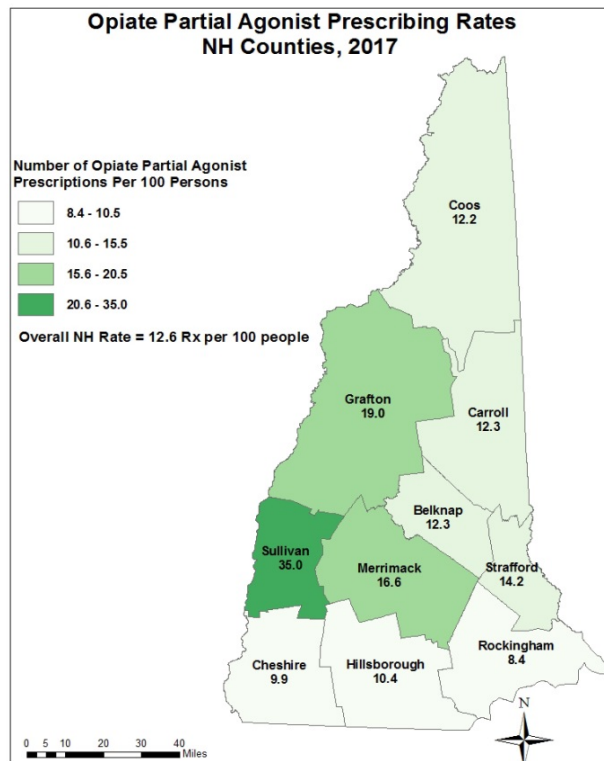 Opiate Partial Agonist Prescribing Rates
NH Counties, 2017
Number of Opiate Partial Agonist
Prescriptions Per 100 Persons
8.4 - 10.5
10.6 - 15.5
15.6 - 20.5
20.6 - 35.0
Overall NH Rate = 12.6 Rx per 100 people
Coos
12.2
Grafton
19.0
Carroll
12.3
Belknap
12.3
Sullivan
35.0
Merrimack
16.6
Strafford
14.2
Rockingham
8.4
Cheshire
9.9
Hillsborough
10.4
N
0 5 10 20 30 40
Miles